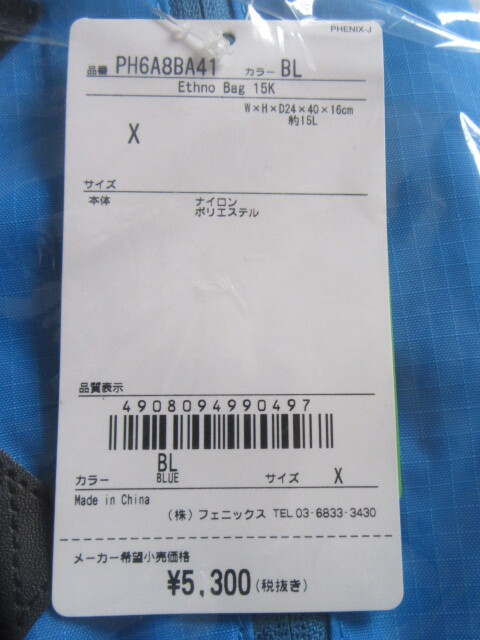 PHENIX-J
品番 PH6A8BA41 カラー BL
Ethno Bag 15K
W×H×D24×40×16cm
約15L
X
サイズ
本体 ナイロン
ポリエステル
品質表示
4908094990497
カラー BL サイズ X
BLUE
Made in China
(株) フェニックス TEL 03-6833-3430
メーカー希望小売価格
¥5,300(税抜き)